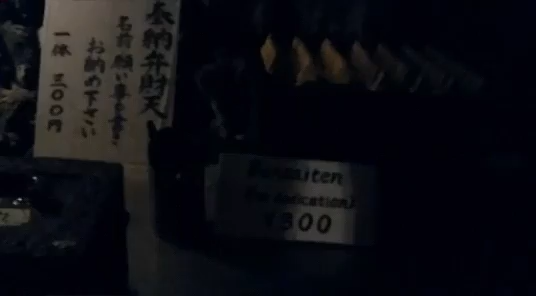 奉納弁財天
名前願い事を書き
お納め下さい
一体 三〇〇円
Benzaiten
(for dedication)
¥300